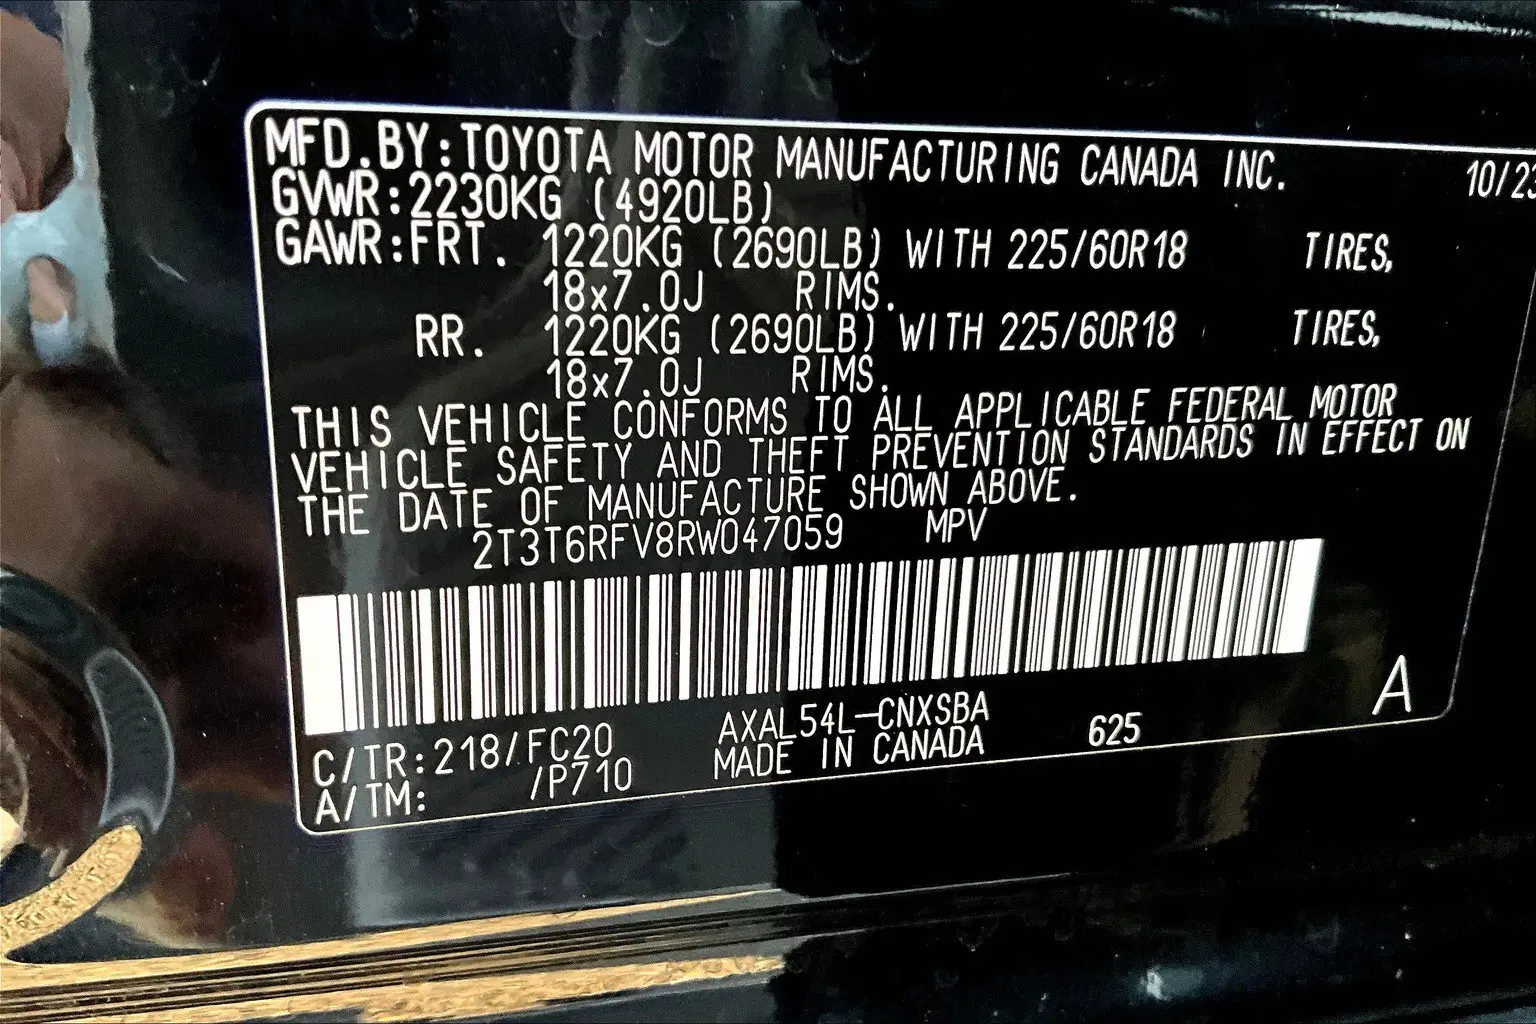 MFD.BY:TOYOTA MOTOR MANUFACTURING CANADA INC. 10/23
GVWR:2230KG (4920LB)
GAWR:FRT. 1220KG (2690LB) WITH 225/60R18 TIRES,
18x7.0J RIMS.
RR. 1220KG (2690LB) WITH 225/60R18 TIRES,
18x7.0J RIMS.
THIS VEHICLE CONFORMS TO ALL APPLICABLE FEDERAL MOTOR
VEHICLE SAFETY AND THEFT PREVENTION STANDARDS IN EFFECT ON
THE DATE OF MANUFACTURE SHOWN ABOVE.
2T3T6RFV8RW047059 MPV
C/TR:218/FC20 AXAL54L-CNXSBA 625 A
A/TM: /P710 MADE IN CANADA